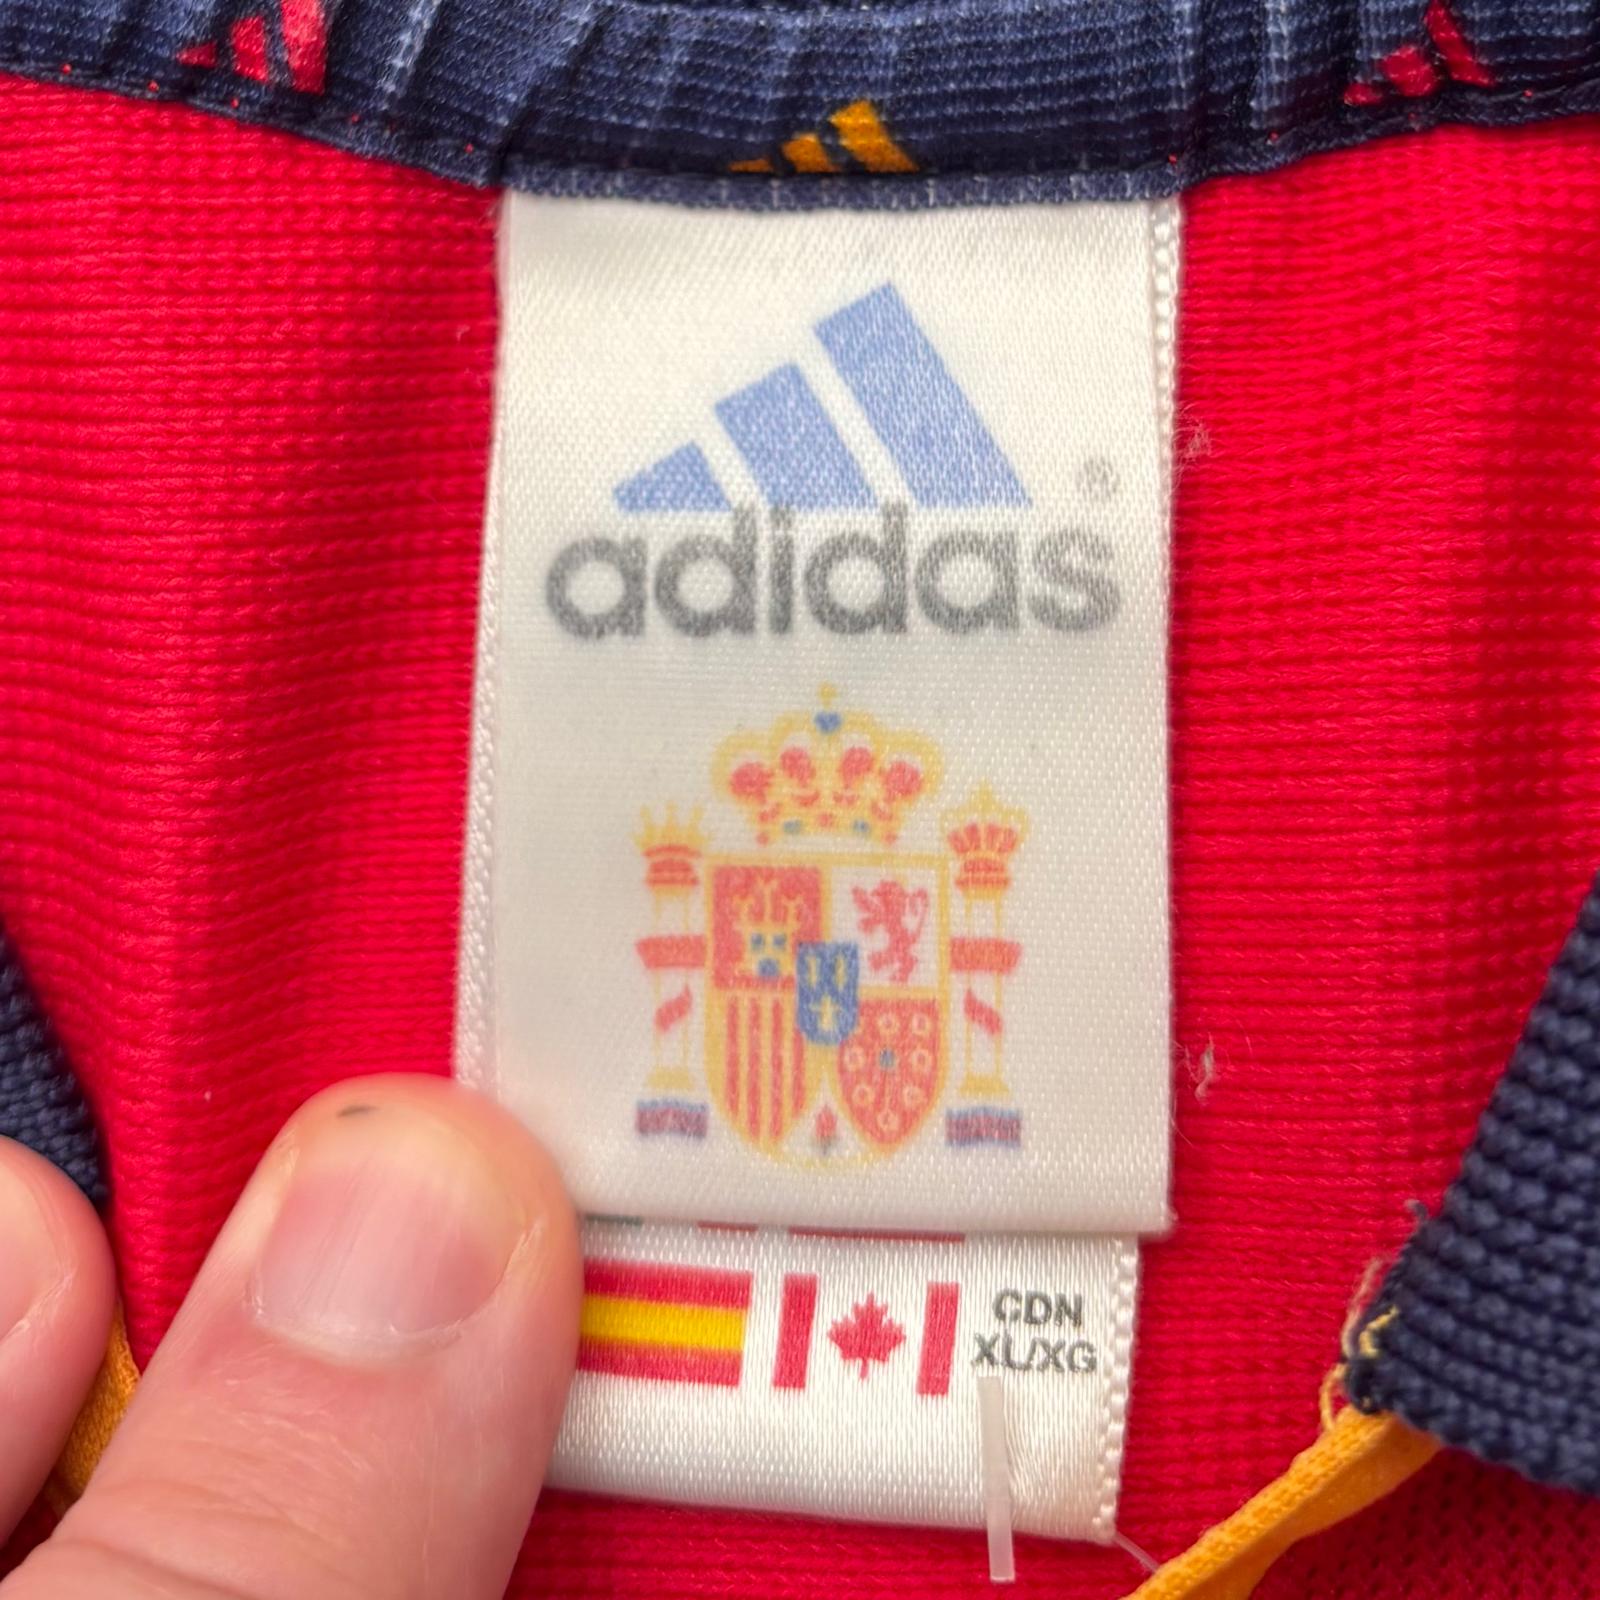 ®
adidas
CDN
XL/XG